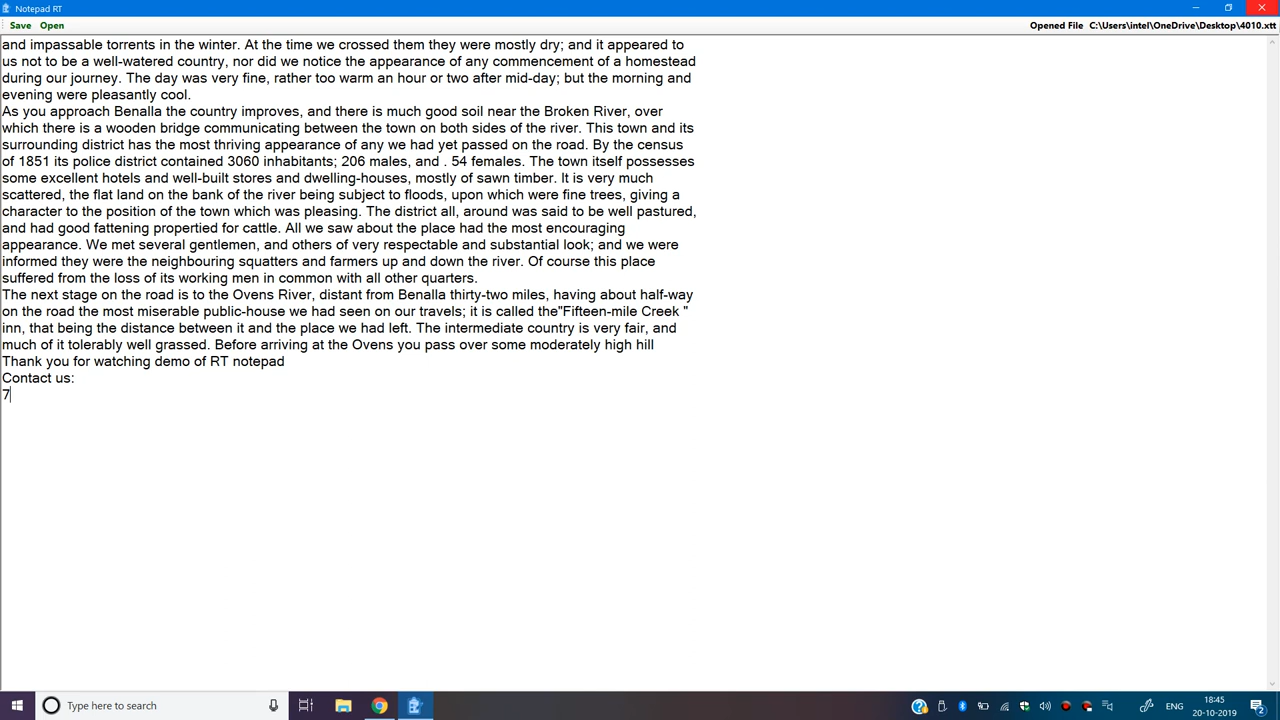 Notepad RT
Save Open
Opened File C:\Users\intel\OneDrive\Desktop\4010.xtt
and impassable torrents in the winter. At the time we crossed them they were mostly dry; and it appeared to
us not to be a well-watered country, nor did we notice the appearance of any commencement of a homestead
during our journey. The day was very fine, rather too warm an hour or two after mid-day; but the morning and
evening were pleasantly cool.
As you approach Benalla the country improves, and there is much good soil near the Broken River, over
which there is a wooden bridge communicating between the town on both sides of the river. This town and its
surrounding district has the most thriving appearance of any we had yet passed on the road. By the census
of 1851 its police district contained 3060 inhabitants; 206 males, and . 54 females. The town itself possesses
some excellent hotels and well-built stores and dwelling-houses, mostly of sawn timber. It is very much
scattered, the flat land on the bank of the river being subject to floods, upon which were fine trees, giving a
character to the position of the town which was pleasing. The district all, around was said to be well pastured,
and had good fattening propertied for cattle. All we saw about the place had the most encouraging
appearance. We met several gentlemen, and others of very respectable and substantial look; and we were
informed they were the neighbouring squatters and farmers up and down the river. Of course this place
suffered from the loss of its working men in common with all other quarters.
The next stage on the road is to the Ovens River, distant from Benalla thirty-two miles, having about half-way
on the road the most miserable public-house we had seen on our travels; it is called the"Fifteen-mile Creek "
inn, that being the distance between it and the place we had left. The intermediate country is very fair, and
much of it tolerably well grassed. Before arriving at the Ovens you pass over some moderately high hill
Thank you for watching demo of RT notepad
Contact us:
7
Type here to search
ENG
18:45
20-10-2019
2